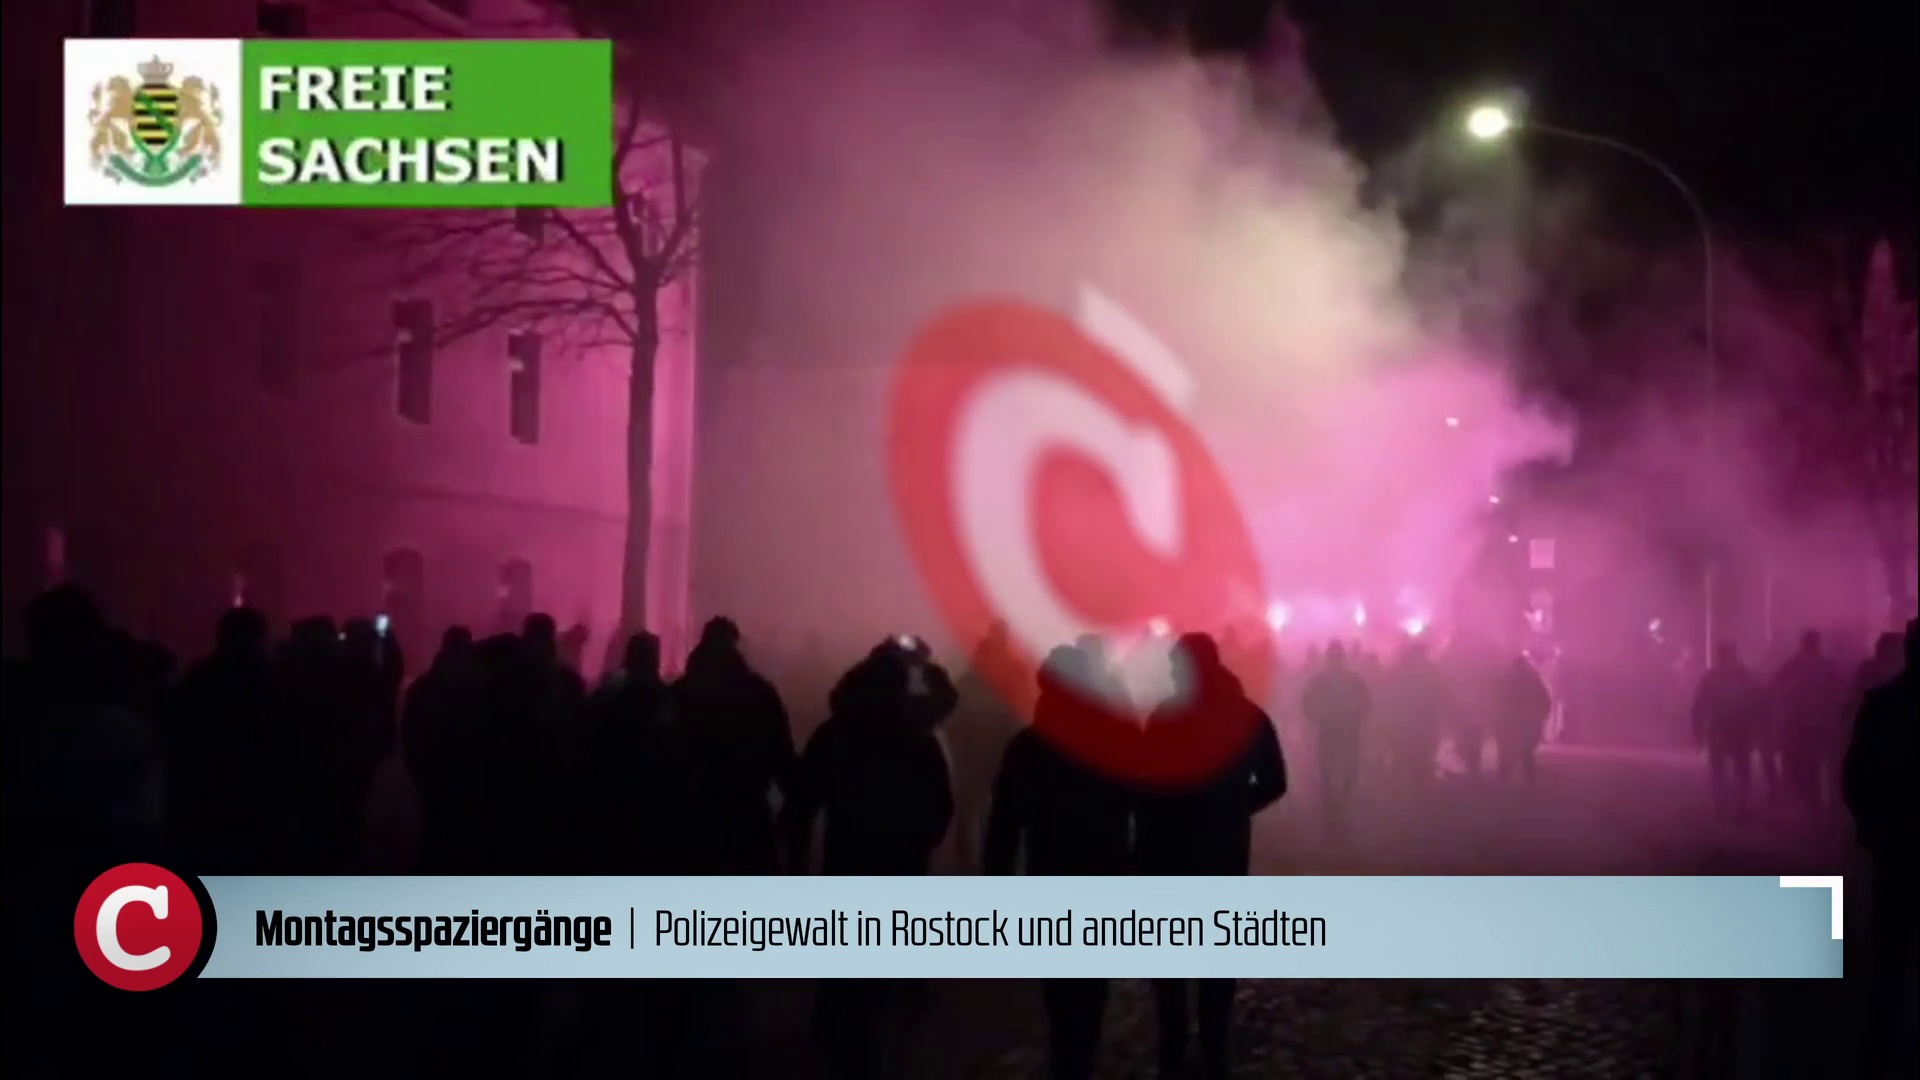 FREIE
SACHSEN
C
C
Montagsspaziergänge | Polizeigewalt in Rostock und anderen Städten